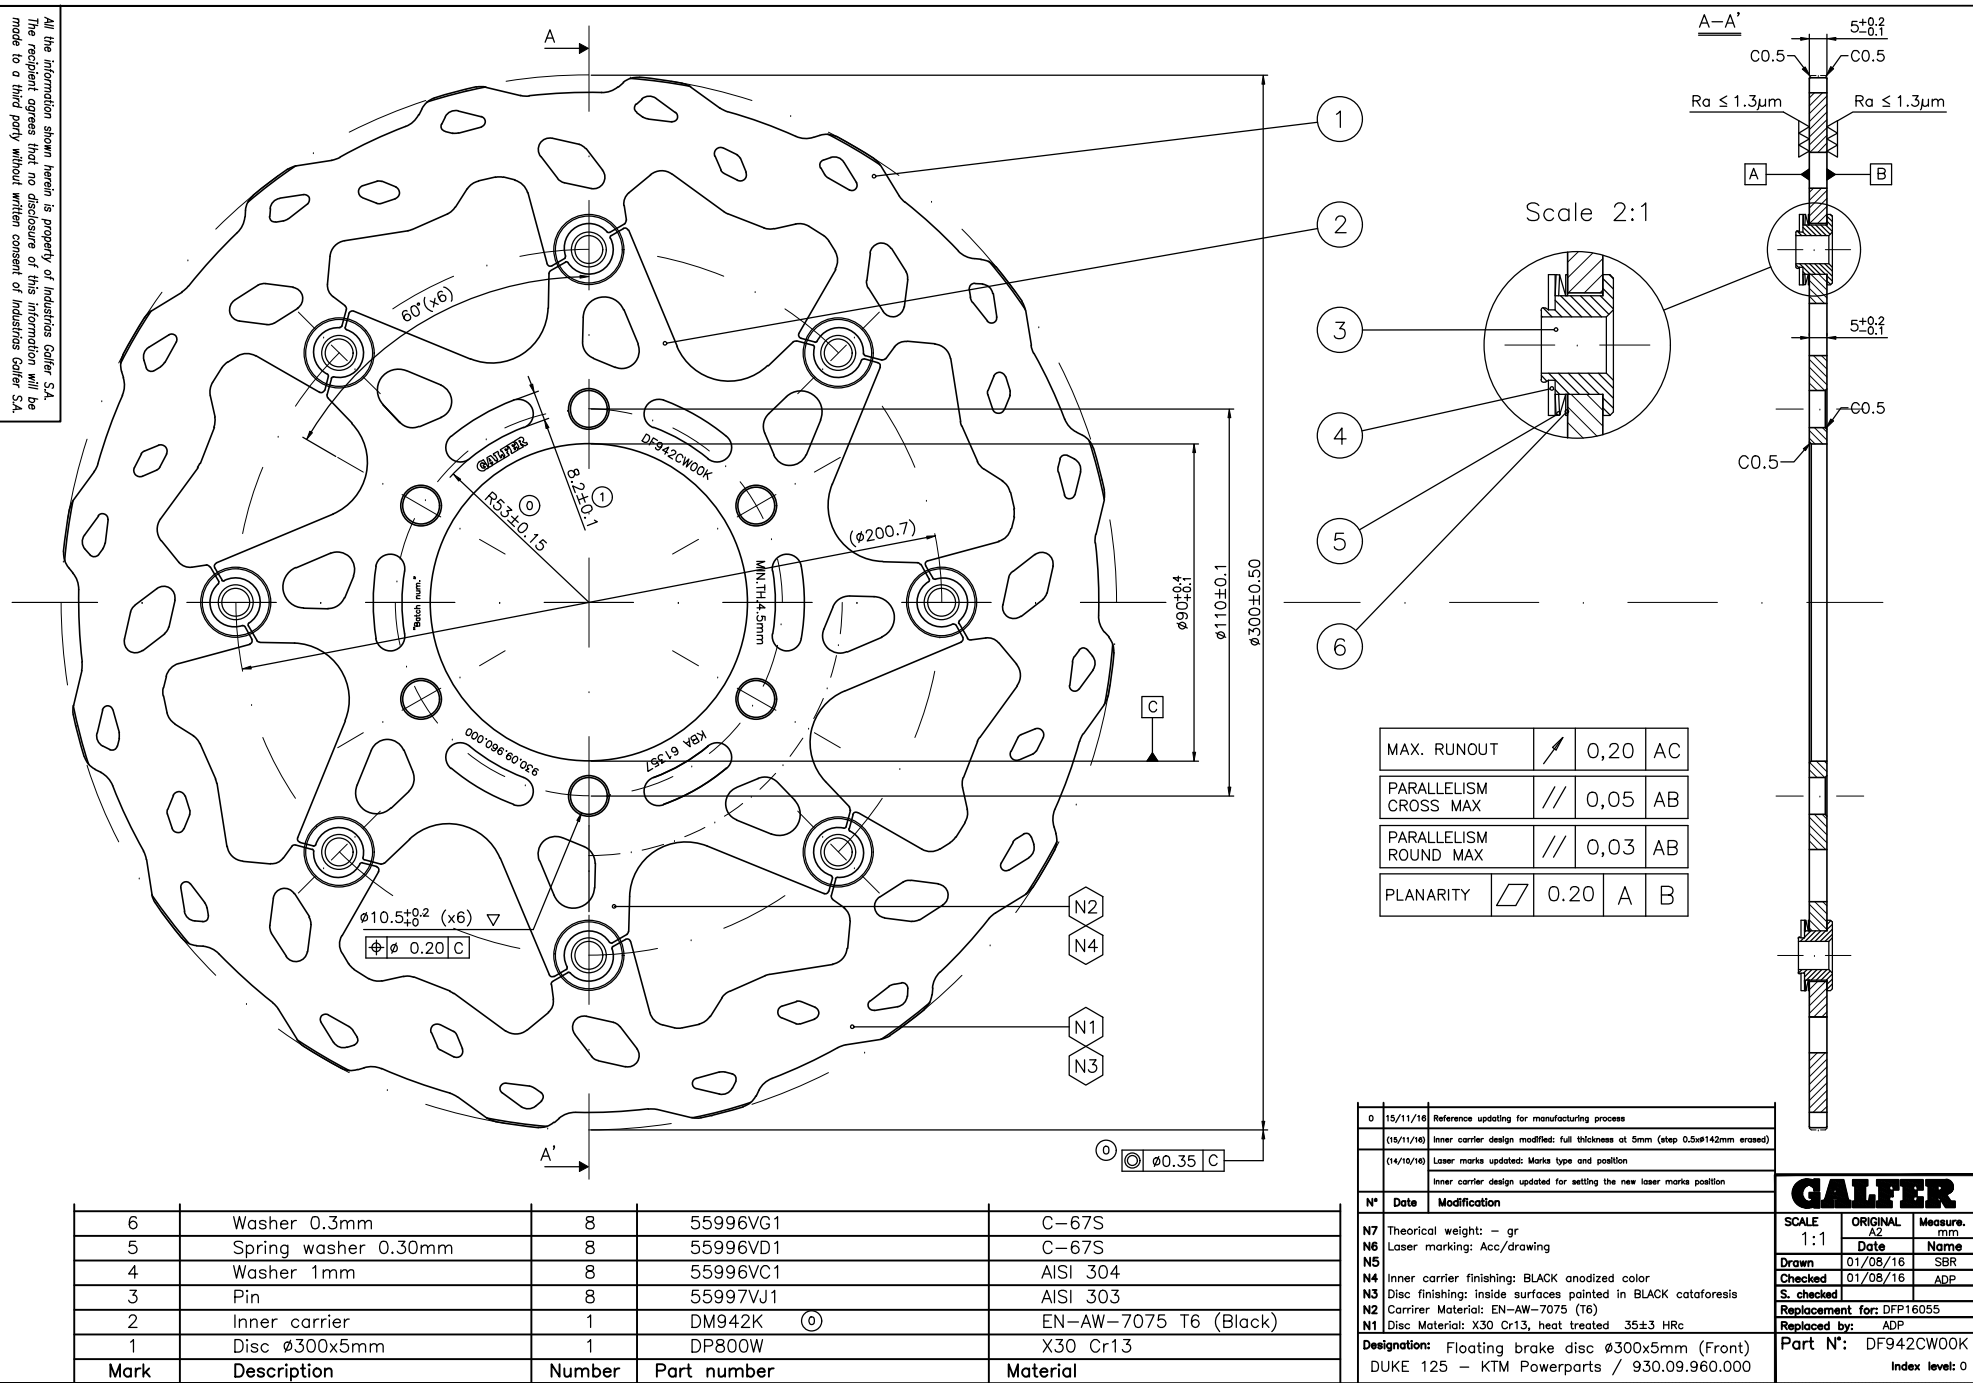 All the information shown herein is property of Industrias Galfer S.A.
The recipient agrees that no disclosure of this information will be
made to a third party without written consent of Industrias Galfer S.A.
A
60°(x6)
GALFER
DF942CW00K
8.2±0.1
1
R53±0.15
0
(ø200.7)
"Batch num."
MIN.TH.4.5mm
930.09.960.000
KBA 61357
ø10.5+0.2 +0 (x6) ▽
⌖ ø 0.20 C
ø90+0.4 +0.1
ø110±0.1
ø300±0.50
C
N2
N4
N1
N3
A'
0
◎ ø0.35 C
1
2
3
4
5
6
Scale 2:1
A-A'
5+0.2 -0.1
C0.5
C0.5
Ra ≤ 1.3µm
Ra ≤ 1.3µm
A
B
5+0.2 -0.1
C0.5
C0.5
MAX. RUNOUT ↗ 0,20 AC
PARALLELISM
CROSS MAX // 0,05 AB
PARALLELISM
ROUND MAX // 0,03 AB
PLANARITY ▱ 0.20 A B
6 Washer 0.3mm 8 55996VG1 C-67S
5 Spring washer 0.30mm 8 55996VD1 C-67S
4 Washer 1mm 8 55996VC1 AISI 304
3 Pin 8 55997VJ1 AISI 303
2 Inner carrier 1 DM942K 0 EN-AW-7075 T6 (Black)
1 Disc ø300x5mm 1 DP800W X30 Cr13
Mark Description Number Part number Material
0 15/11/16 Reference updating for manufacturing process
(15/11/16) Inner carrier design modified: full thickness at 5mm (step 0.5xø142mm erased)
(14/10/16) Laser marks updated: Marks type and position
Inner carrier design updated for setting the new laser marks position
N° Date Modification
N7 Theorical weight: - gr
N6 Laser marking: Acc/drawing
N5
N4 Inner carrier finishing: BLACK anodized color
N3 Disc finishing: inside surfaces painted in BLACK cataforesis
N2 Carrirer Material: EN-AW-7075 (T6)
N1 Disc Material: X30 Cr13, heat treated 35±3 HRc
Designation: Floating brake disc ø300x5mm (Front)
DUKE 125 - KTM Powerparts / 930.09.960.000
GALFER
SCALE
1:1
ORIGINAL
A2
Measure.
mm
Date Name
Drawn 01/08/16 SBR
Checked 01/08/16 ADP
S. checked
Replacement for: DFP16055
Replaced by: ADP
Part N°: DF942CW00K
Index level: 0